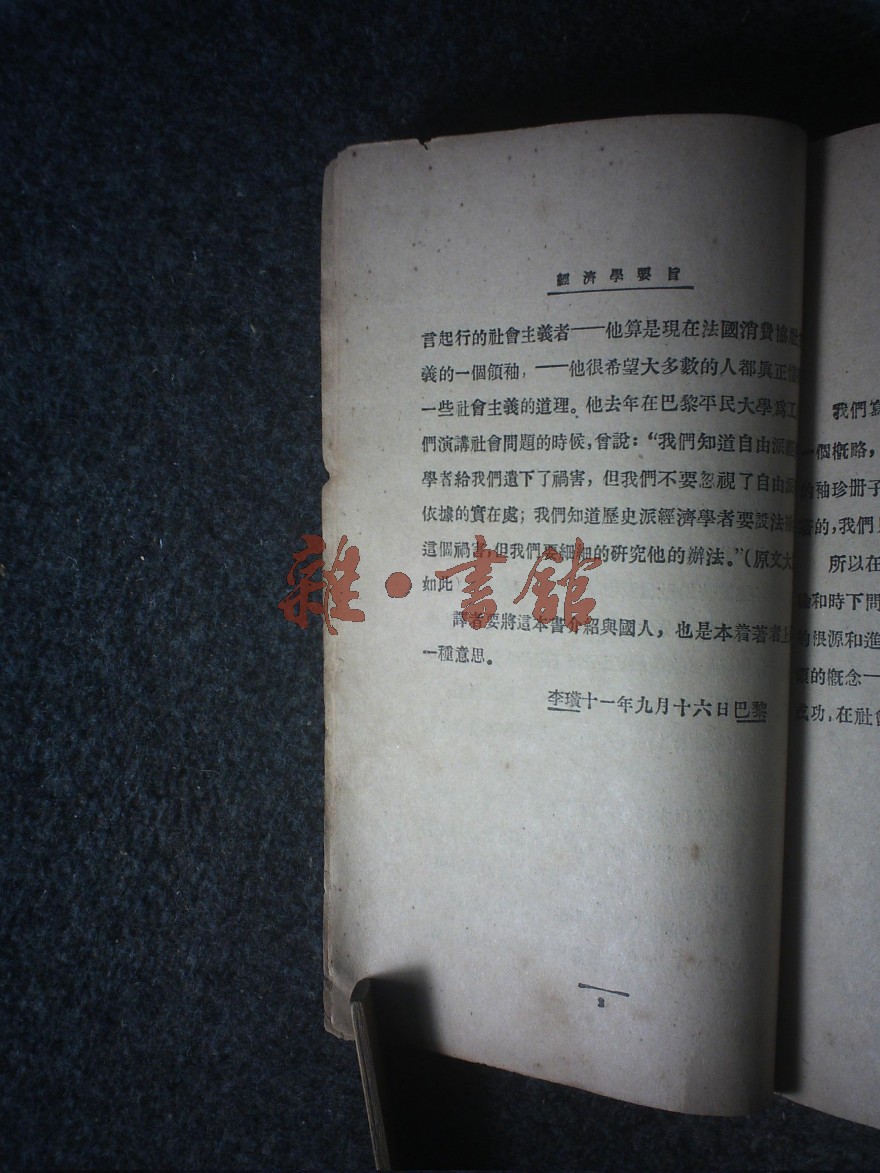 經濟學要旨
言起行的社會主義者——他算是現在法國消費協社
義的一個領袖，——他很希望大多數的人都眞正
一些社會主義的道理。他去年在巴黎平民大學爲工
們演講社會問題的時候，曾說：“我們知道自由派
學者給我們遺下了禍害，但我們不要忽視了自由派
依據的實在處；我們知道歷史派經濟學者要設法
這個禍害，但我們要細細的研究他的辦法。”（原文大
如此）
譯者要將這本書介紹與國人，也是本着著者上
一種意思。
李璜十一年九月十六日巴黎
2
我們
一個槪略，
的袖珍册子
著的，我們
所以在
和時下問
的根源和進
的槪念—
成功，在社會
雜·書館